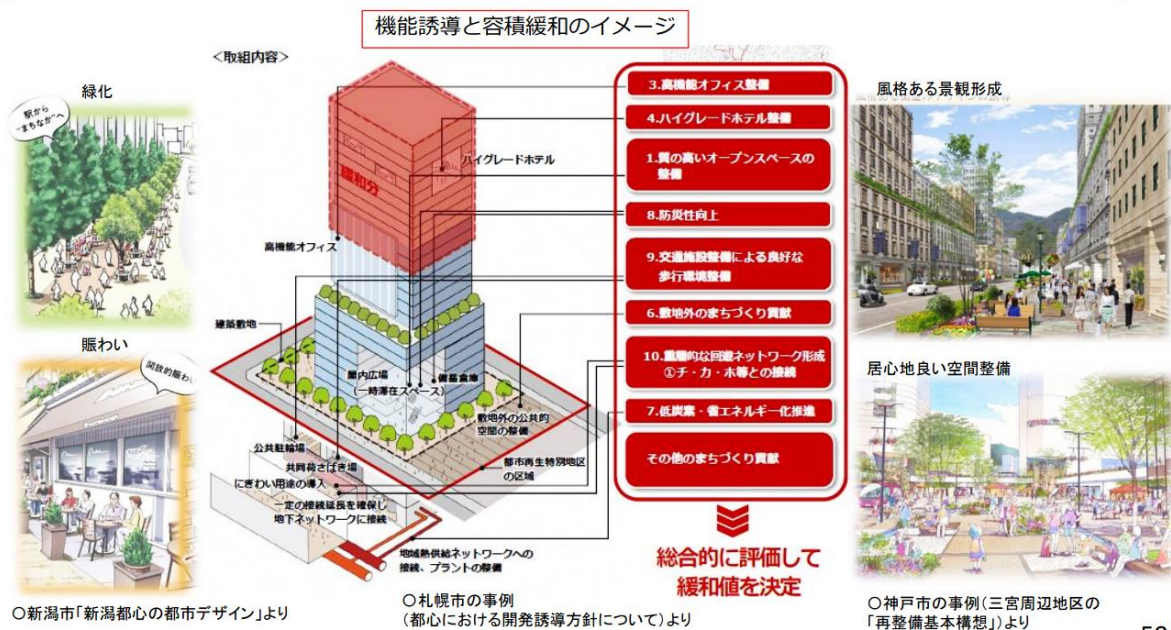 機能誘導と容積緩和のイメージ
＜取組内容＞
緑化
駅から
"まちなか"へ
賑わい
開放的賑わい
○新潟市「新潟都心の都市デザイン」より
緩和分
ハイグレードホテル
高機能オフィス
建築敷地
屋内広場
（一時滞在スペース）
備蓄倉庫
敷地外の公共的
空間の整備
公共駐輪場
共同荷さばき場
にぎわい用途の導入
一定の接続延長を確保し
地下ネットワークに接続
都市再生特別地区
の区域
地域熱供給ネットワークへの
接続、プラントの整備
○札幌市の事例
（都心における開発誘導方針について）より
3.高機能オフィス整備
4.ハイグレードホテル整備
1.質の高いオープンスペースの
整備
8.防災性向上
9.交通施設整備による良好な
歩行環境整備
6.敷地外のまちづくり貢献
10.重層的な回遊ネットワーク形成
①チ・カ・ホ等との接続
7.低炭素・省エネルギー化推進
その他のまちづくり貢献
総合的に評価して
緩和値を決定
風格ある景観形成
居心地良い空間整備
○神戸市の事例（三宮周辺地区の
「再整備基本構想」）より